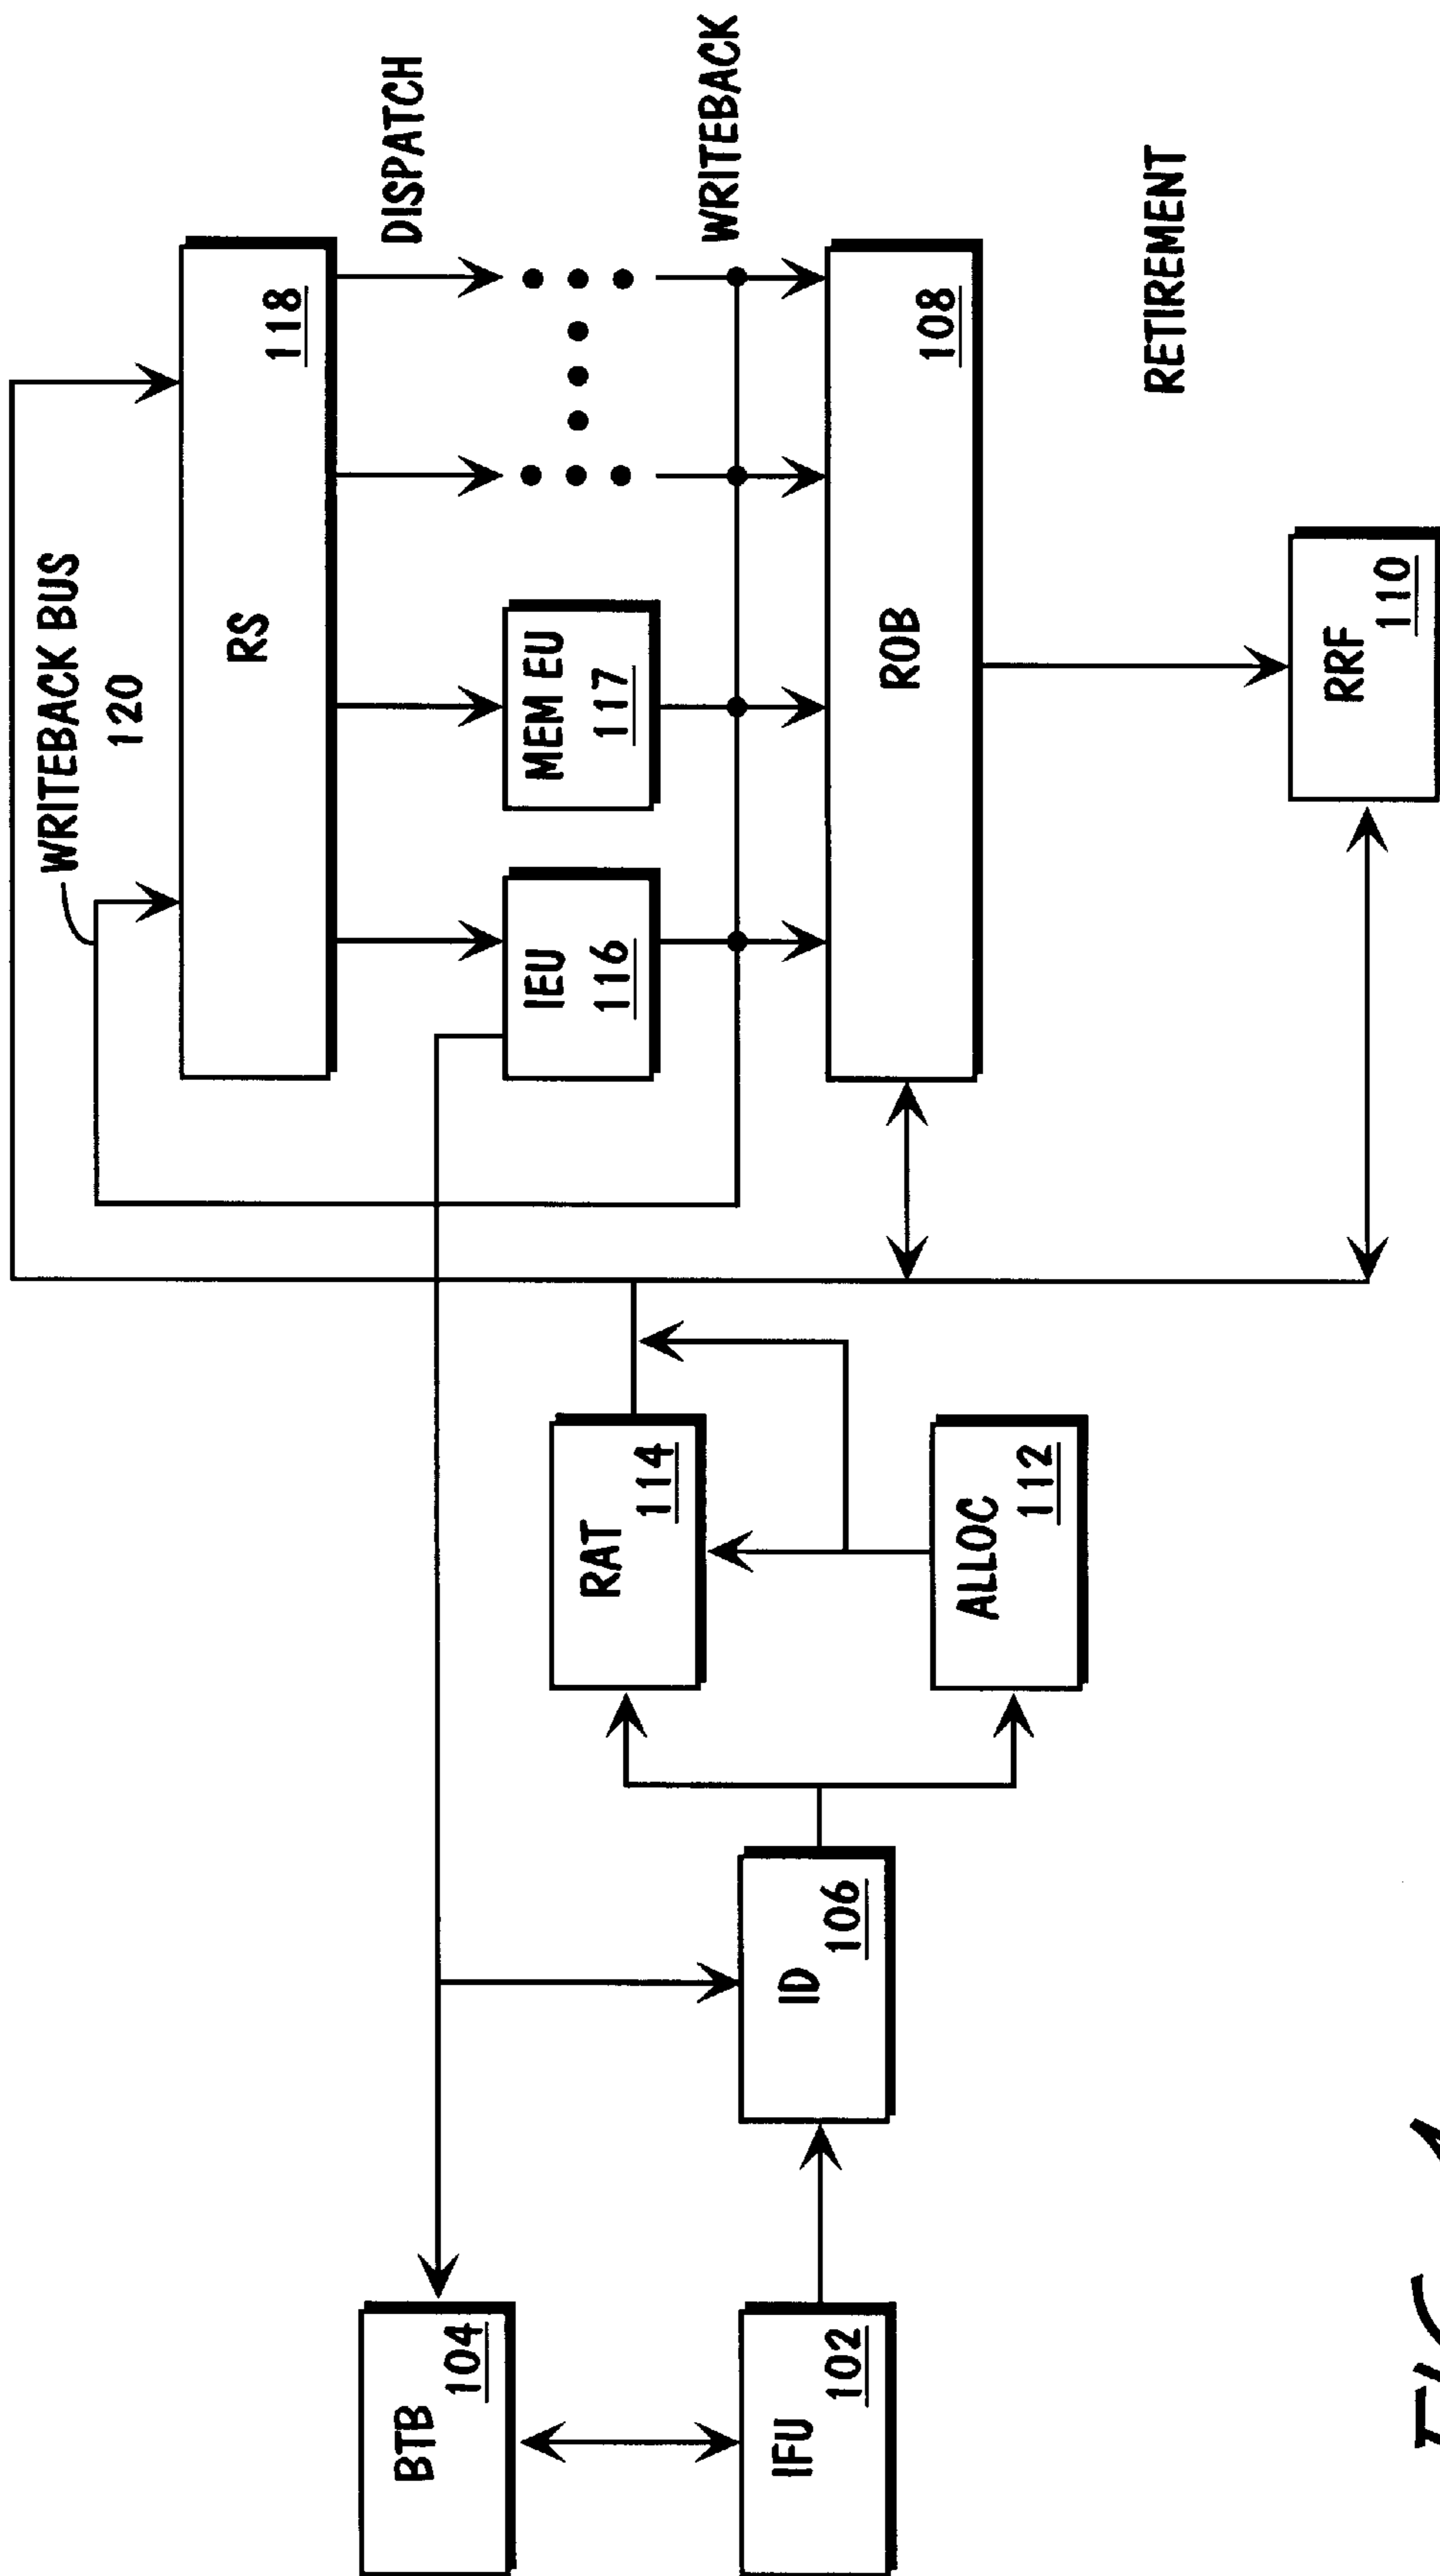 WRITEBACK BUS
120
RS
118
DISPATCH
IEU
116
MEM EU
117
WRITEBACK
BTB
104
RAT
114
IFU
102
ID
106
ROB
108
ALLOC
112
RETIREMENT
RRF
110